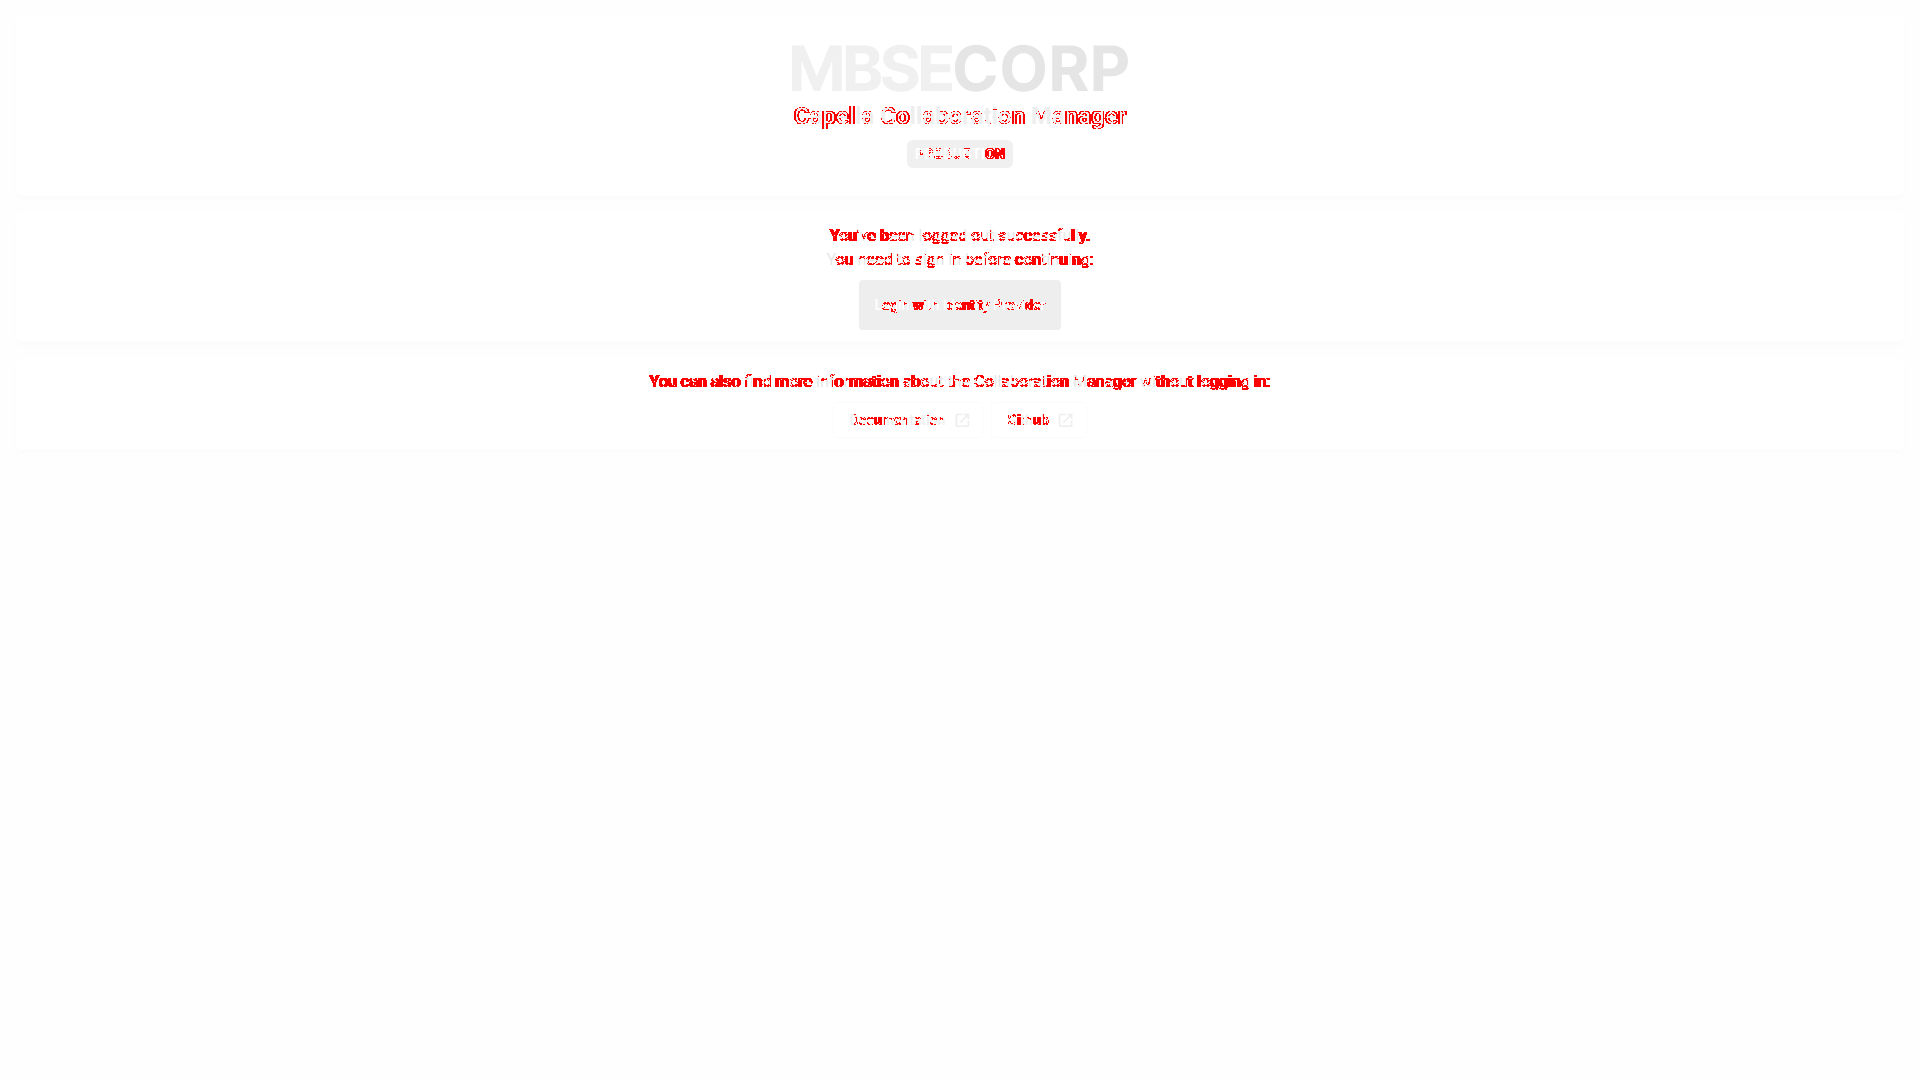 MBSECORP
Capella Collaboration Manager
PRODUCTION
You've been logged out successfully.
You need to sign in before continuing:
Login with Identity Provider
You can also find more information about the Collaboration Manager without logging in:
Documentation
Github